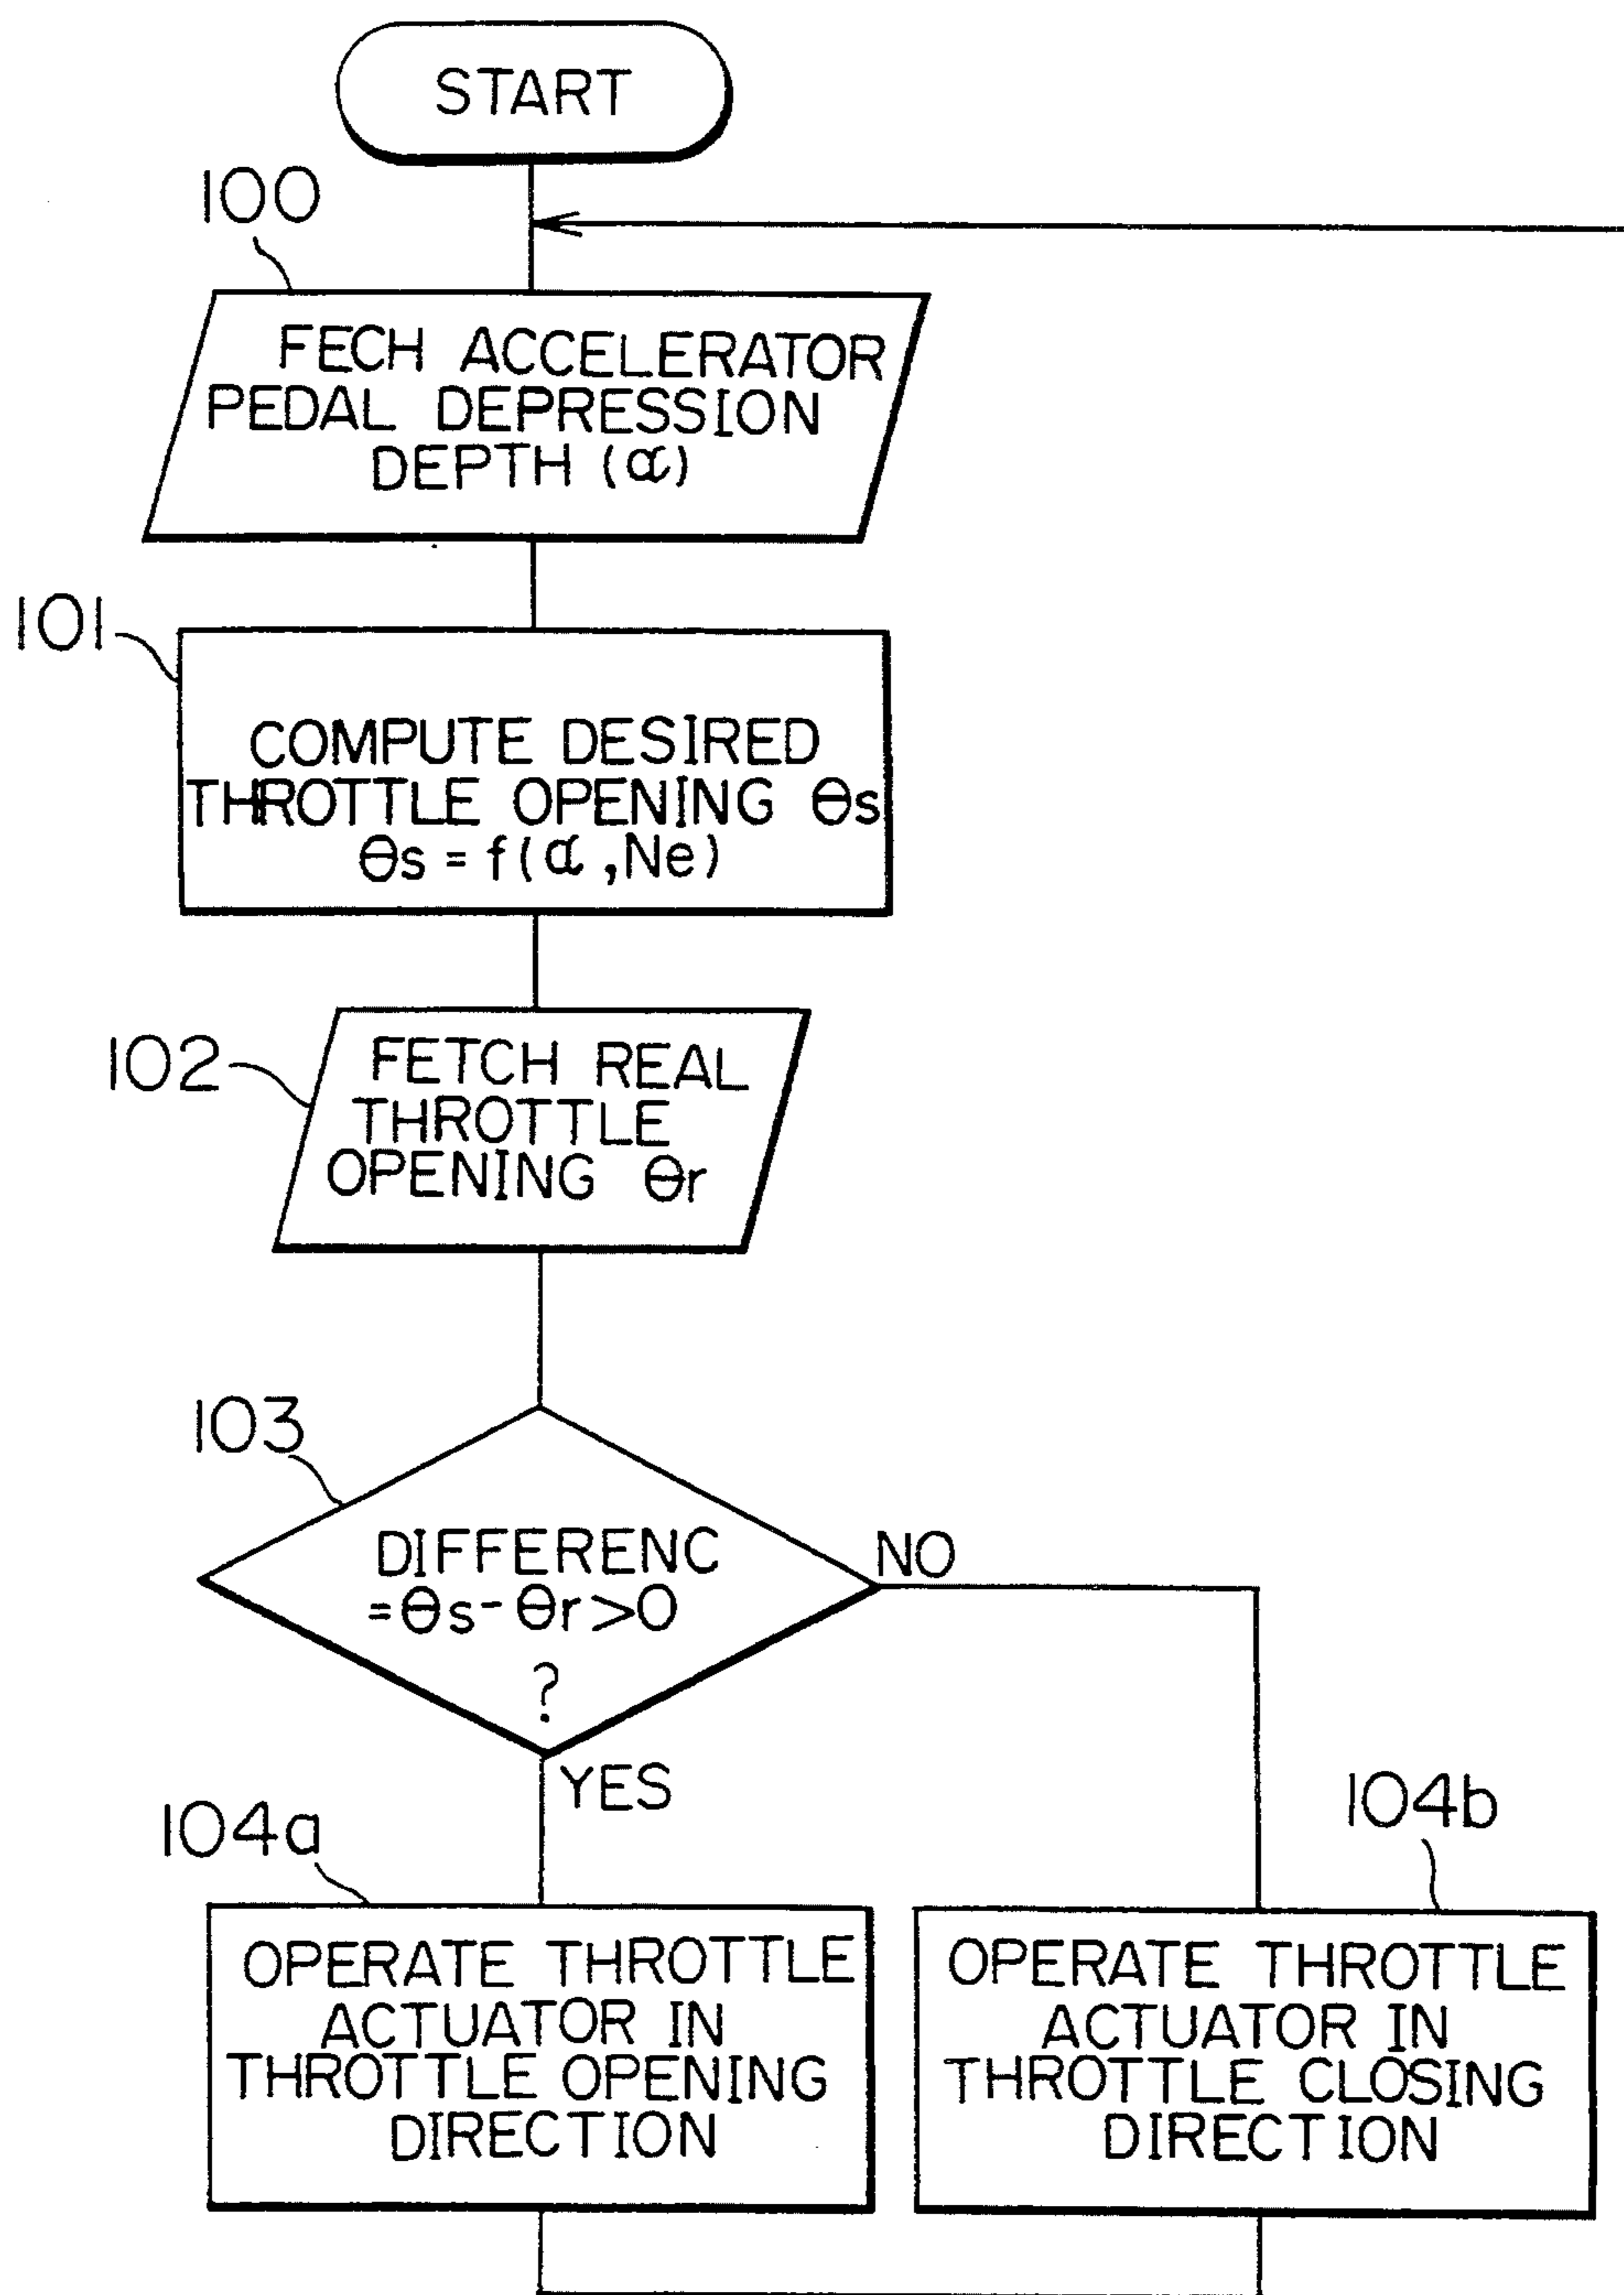 START
100
FECH ACCELERATOR
PEDAL DEPRESSION
DEPTH (α)
101
COMPUTE DESIRED
THROTTLE OPENING θs
θs = f(α, Ne)
102
FETCH REAL
THROTTLE
OPENING θr
103
DIFFERENC
=θs-θr>0
?
NO
YES
104a
OPERATE THROTTLE
ACTUATOR IN
THROTTLE OPENING
DIRECTION
104b
OPERATE THROTTLE
ACTUATOR IN
THROTTLE CLOSING
DIRECTION